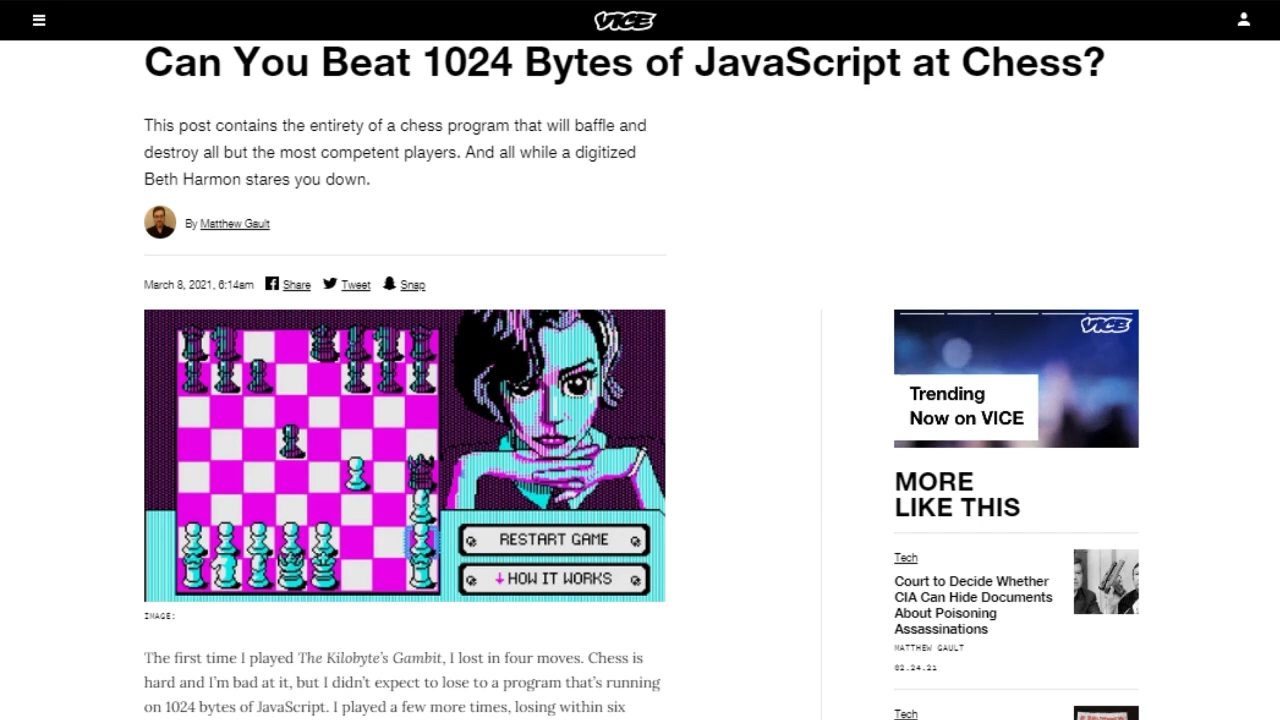 VICE
Can You Beat 1024 Bytes of JavaScript at Chess?
This post contains the entirety of a chess program that will baffle and
destroy all but the most competent players. And all while a digitized
Beth Harmon stares you down.
By Matthew Gault
March 8, 2021, 6:14am Share Tweet Snap
RESTART GAME
HOW IT WORKS
IMAGE:
The first time I played The Kilobyte's Gambit, I lost in four moves. Chess is
hard and I'm bad at it, but I didn't expect to lose to a program that's running
on 1024 bytes of JavaScript. I played a few more times, losing within six
VICE
Trending
Now on VICE
MORE
LIKE THIS
Tech
Court to Decide Whether
CIA Can Hide Documents
About Poisoning
Assassinations
MATTHEW GAULT
02.24.21
Tech